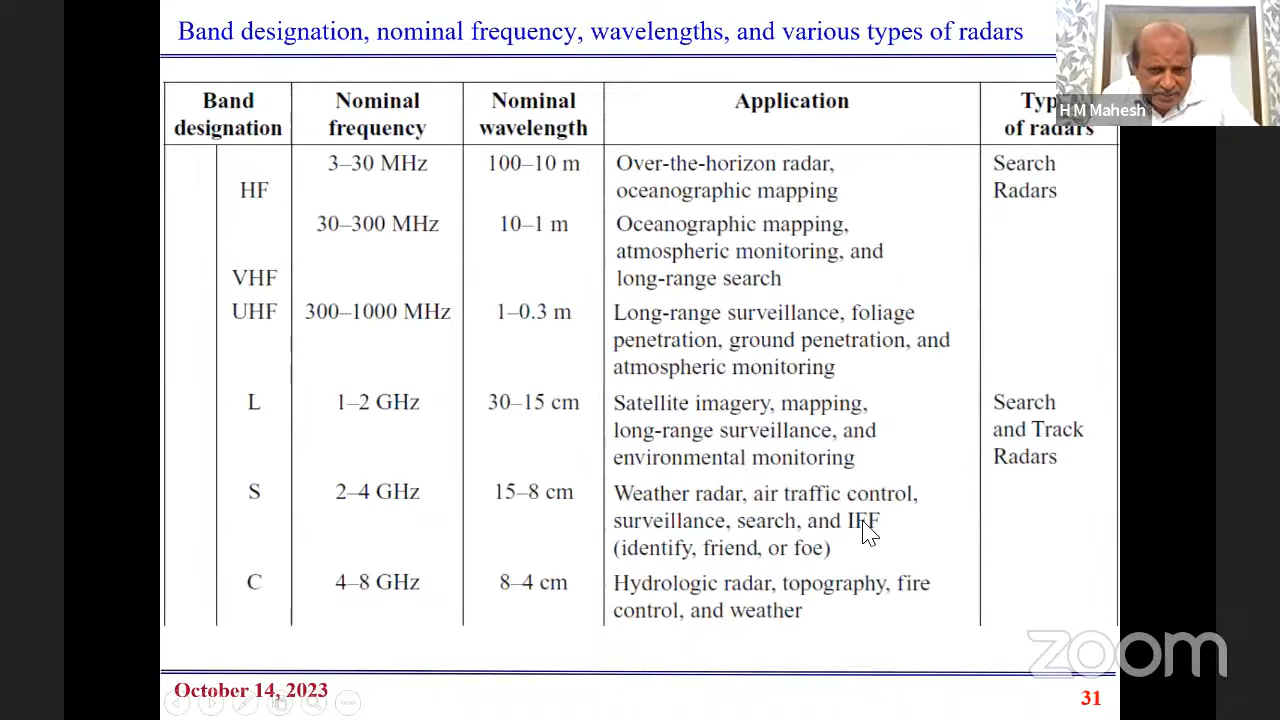 Band designation, nominal frequency, wavelengths, and various types of radars
H M Mahesh
Band designation
Nominal frequency
Nominal wavelength
Application
of radars
HF
3–30 MHz
100–10 m
Over-the-horizon radar,
oceanographic mapping
Search
Radars
VHF
30–300 MHz
10–1 m
Oceanographic mapping,
atmospheric monitoring, and
long-range search
UHF
300–1000 MHz
1–0.3 m
Long-range surveillance, foliage
penetration, ground penetration, and
atmospheric monitoring
L
1–2 GHz
30–15 cm
Satellite imagery, mapping,
long-range surveillance, and
environmental monitoring
Search
and Track
Radars
S
2–4 GHz
15–8 cm
Weather radar, air traffic control,
surveillance, search, and IFF
(identify, friend, or foe)
C
4–8 GHz
8–4 cm
Hydrologic radar, topography, fire
control, and weather
zoom
October 14, 2023
31